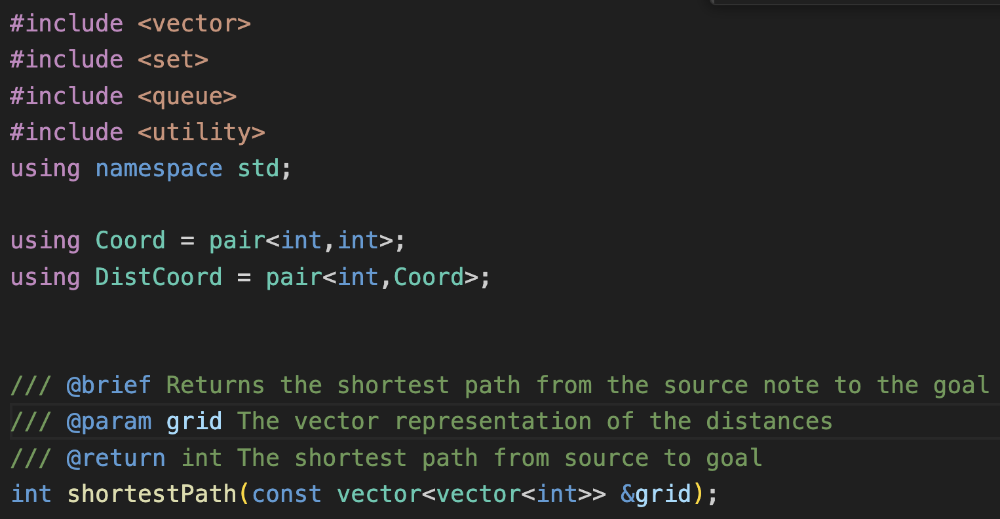 #include <vector>
#include <set>
#include <queue>
#include <utility>
using namespace std;
using Coord = pair<int,int>;
using DistCoord = pair<int,Coord>;
/// @brief Returns the shortest path from the source note to the goal
/// @param grid The vector representation of the distances
/// @return int The shortest path from source to goal
int shortestPath(const vector<vector<int>> &grid);